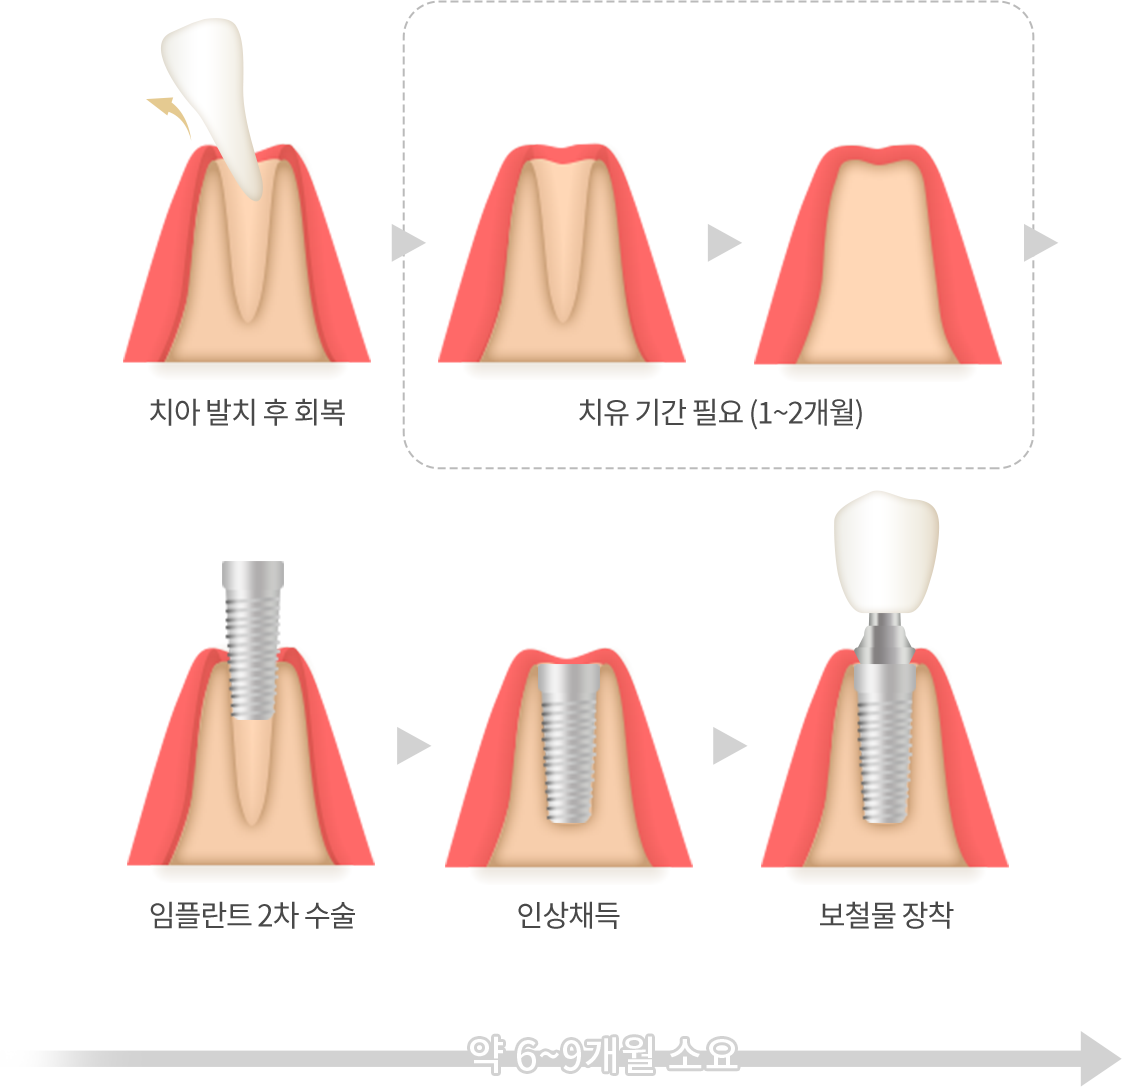 치아 발치 후 회복
치유 기간 필요 (1~2개월)
임플란트 2차 수술
인상채득
보철물 장착
약 6~9개월 소요